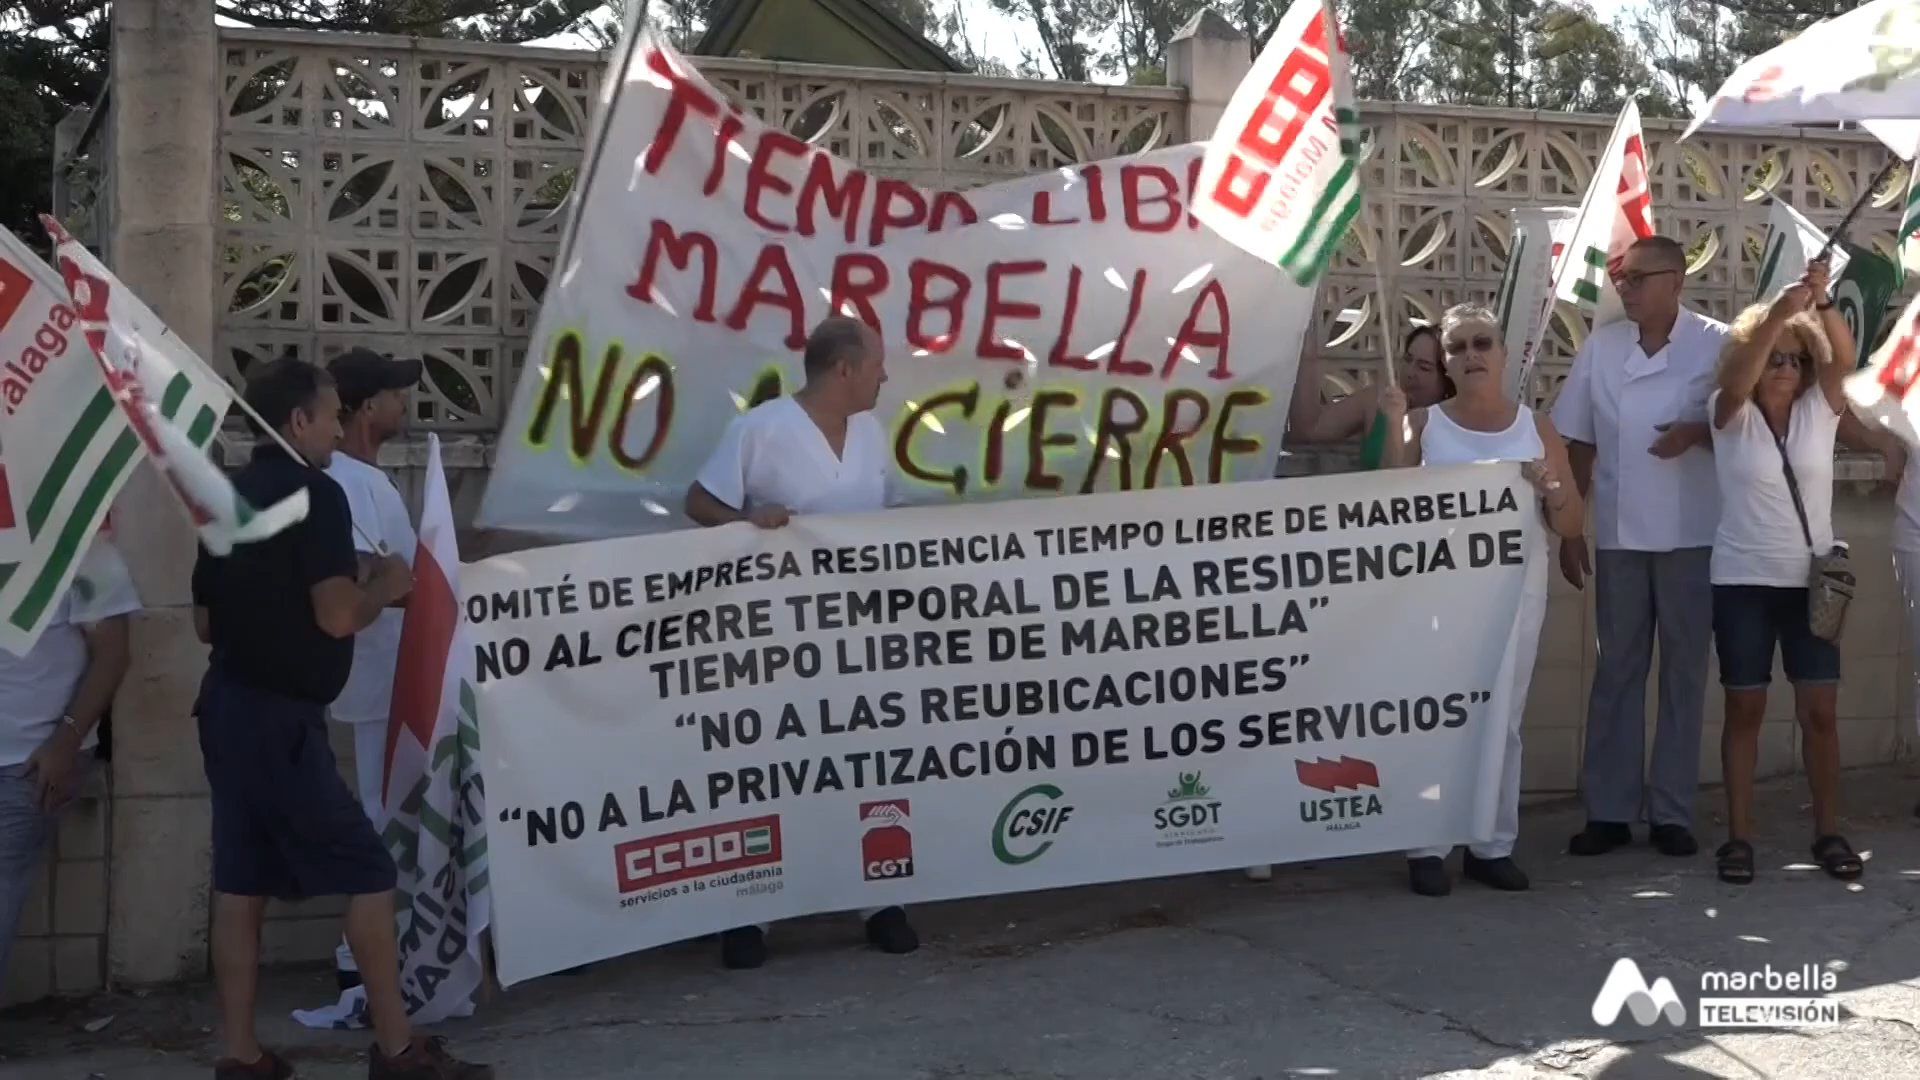 TIEMPO LIB
MARBELLA
NO A CIERRE
CCOO
Málaga
alaga
OMITÉ DE EMPRESA RESIDENCIA TIEMPO LIBRE DE MARBELLA
NO AL CIERRE TEMPORAL DE LA RESIDENCIA DE
TIEMPO LIBRE DE MARBELLA”
“NO A LAS REUBICACIONES”
“NO A LA PRIVATIZACIÓN DE LOS SERVICIOS”
CCOO
servicios a la ciudadanía
málaga
CGT
CSIF
SGDT
SINDICATO
USTEA
MÁLAGA
marbella
TELEVISIÓN